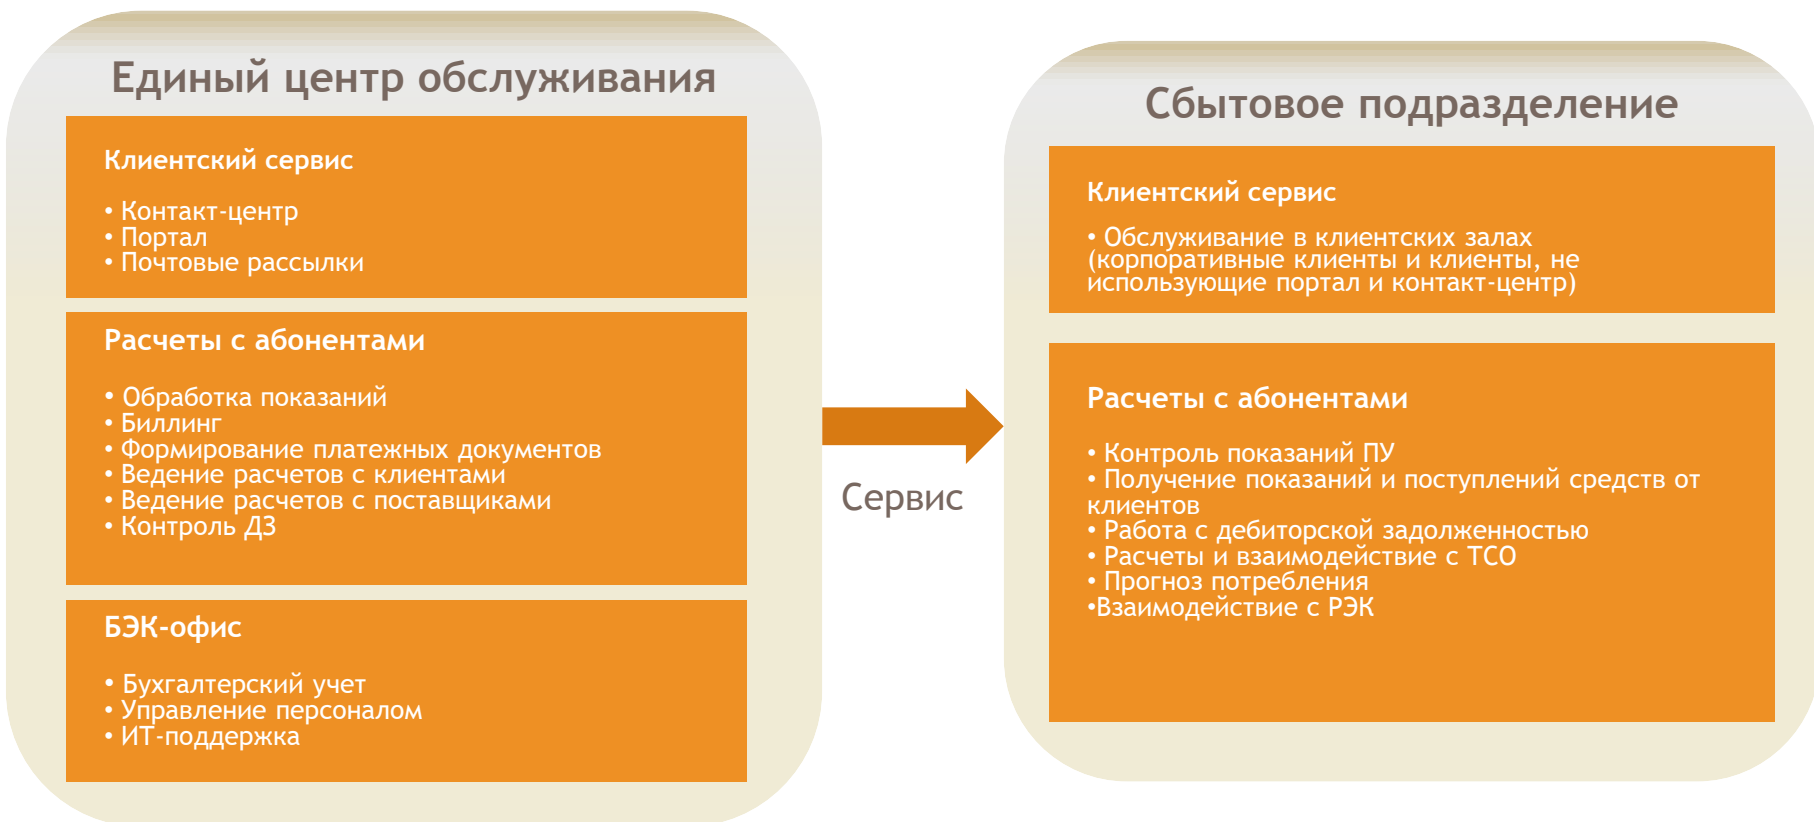 Единый центр обслуживания
Клиентский сервис
• Контакт-центр
• Портал
• Почтовые рассылки
Расчеты с абонентами
• Обработка показаний
• Биллинг
• Формирование платежных документов
• Ведение расчетов с клиентами
• Ведение расчетов с поставщиками
• Контроль ДЗ
БЭК-офис
• Бухгалтерский учет
• Управление персоналом
• ИТ-поддержка
Сервис
Сбытовое подразделение
Клиентский сервис
• Обслуживание в клиентских залах
(корпоративные клиенты и клиенты, не
использующие портал и контакт-центр)
Расчеты с абонентами
• Контроль показаний ПУ
• Получение показаний и поступлений средств от
клиентов
• Работа с дебиторской задолженностью
• Расчеты и взаимодействие с ТСО
• Прогноз потребления
•Взаимодействие с РЭК